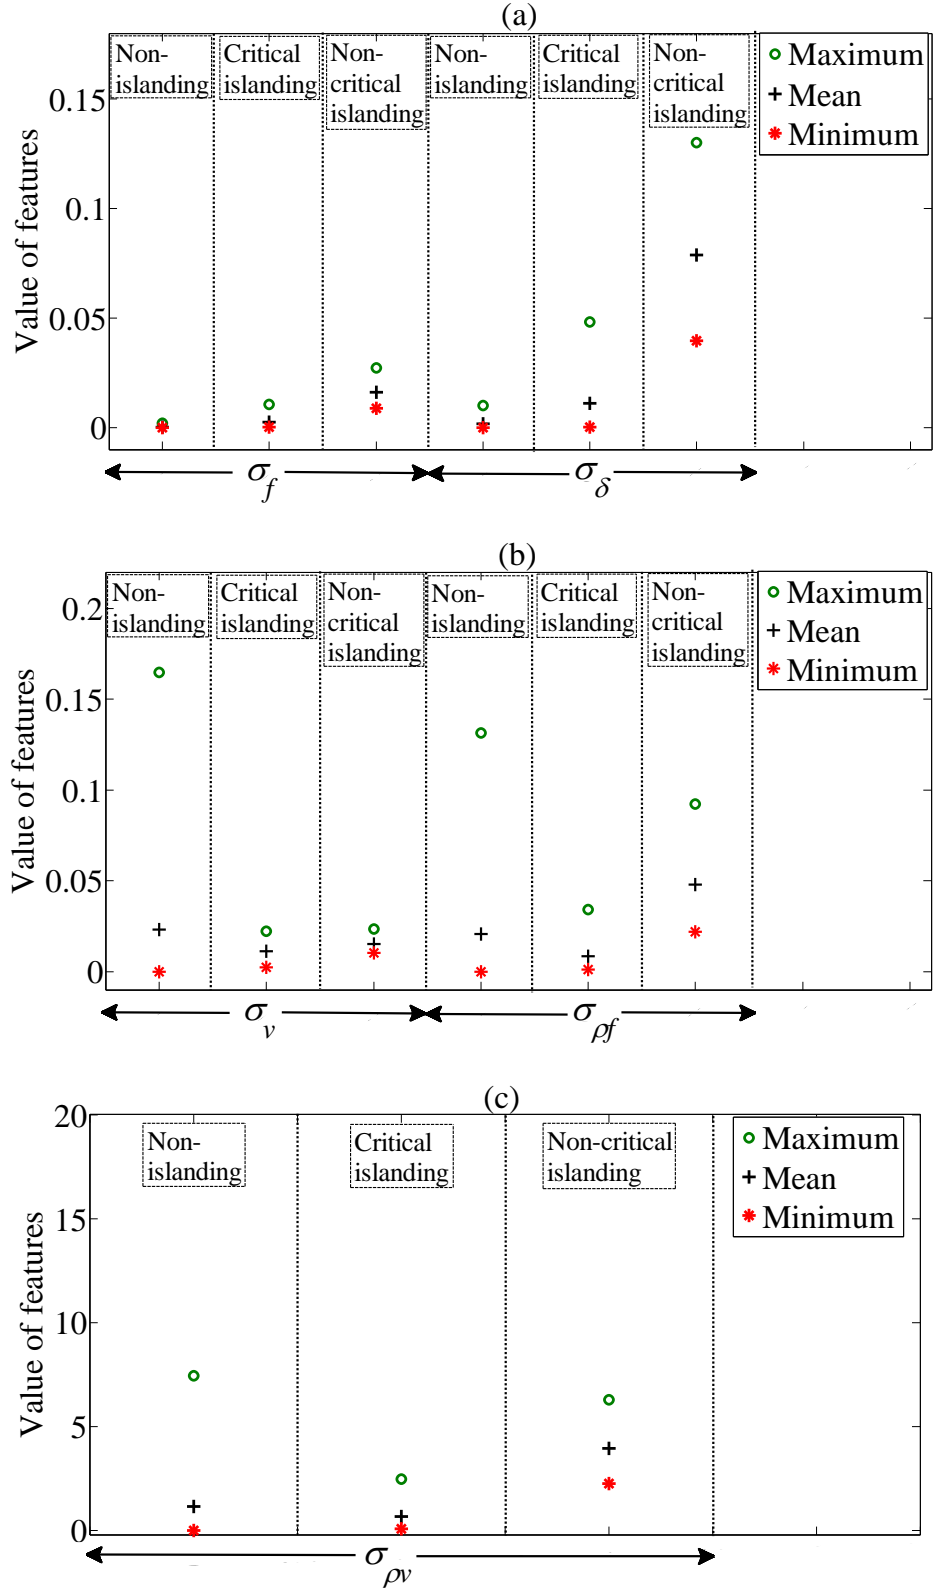 (a)
Non-
islanding
Critical
islanding
Non-
critical
islanding
Non-
islanding
Critical
islanding
Non-
critical
islanding
Maximum
Mean
Minimum
Value of features
0.15
0.1
0.05
0
σf
σδ
(b)
Non-
islanding
Critical
islanding
Non-
critical
islanding
Non-
islanding
Critical
islanding
Non-
critical
islanding
Maximum
Mean
Minimum
Value of features
0.2
0.15
0.1
0.05
0
σv
σρf
(c)
Non-
islanding
Critical
islanding
Non-critical
islanding
Maximum
Mean
Minimum
Value of features
20
15
10
5
0
σρv